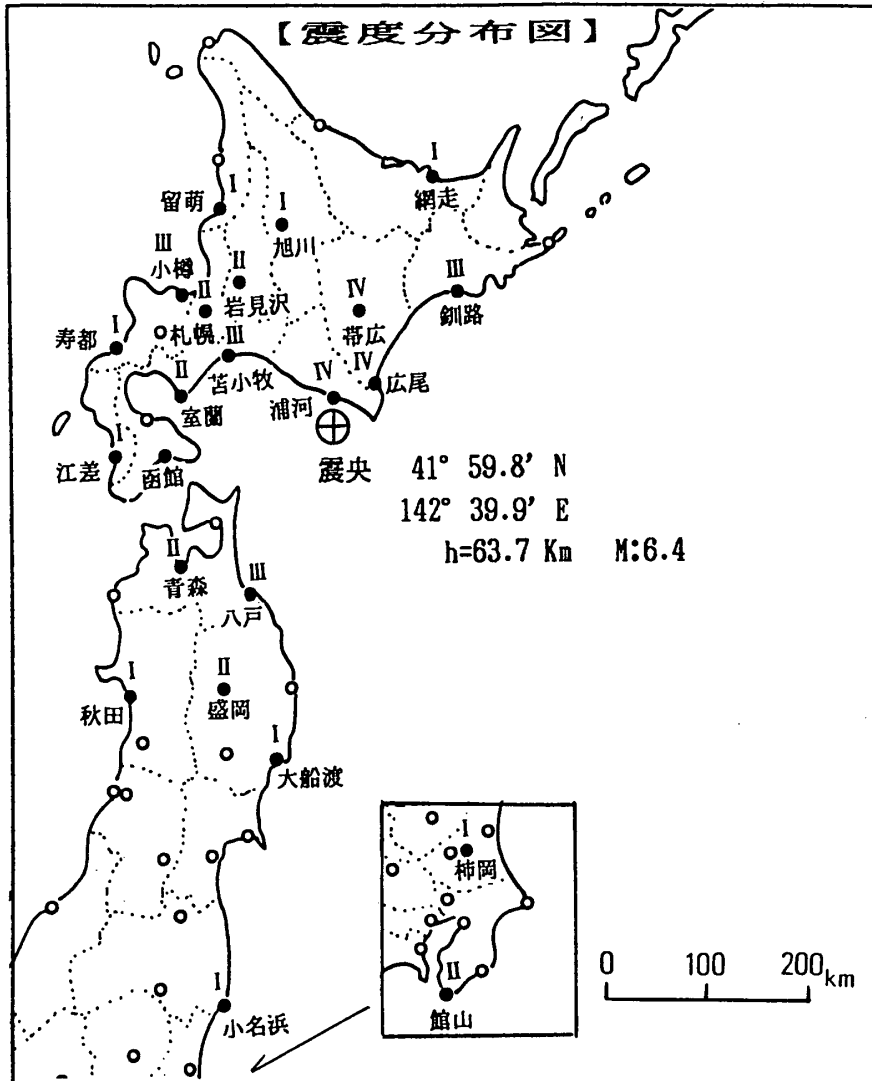 【震度分布図】
I
網走
I
留萌
I
旭川
III
小樽
II
岩見沢
II
札幌
IV
帯広
III
釧路
I
寿都
III
苫小牧
IV
広尾
IV
浦河
II
室蘭
I
江差
函館
震央 41° 59.8' N
142° 39.9' E
h=63.7 Km M:6.4
II
青森
III
八戸
I
秋田
II
盛岡
I
大船渡
I
柿岡
II
館山
I
小名浜
0 100 200km